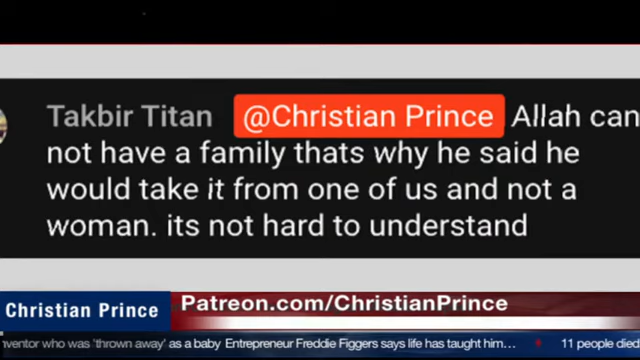 Takbir Titan @Christian Prince Allah can
not have a family thats why he said he
would take it from one of us and not a
woman. its not hard to understand
Christian Prince
Patreon.com/ChristianPrince
nventor who was 'thrown away' as a baby Entrepreneur Freddie Figgers says life has taught him… 11 people died